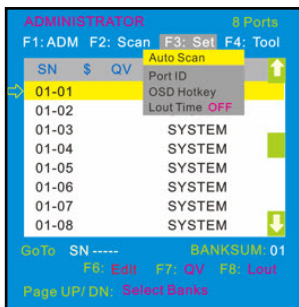 ADMINISTRATOR 8 Ports
F1: ADM F2: Scan F3: Set F4: Tool
SN $ QV
Auto Scan
Port ID
OSD Hotkey
Lout Time OFF
01-01
01-02
01-03 SYSTEM
01-04 SYSTEM
01-05 SYSTEM
01-06 SYSTEM
01-07 SYSTEM
01-08 SYSTEM
GoTo SN ----- BANKSUM: 01
F6: Edit F7: QV F8: Lout
Page UP/ DN: Select Banks